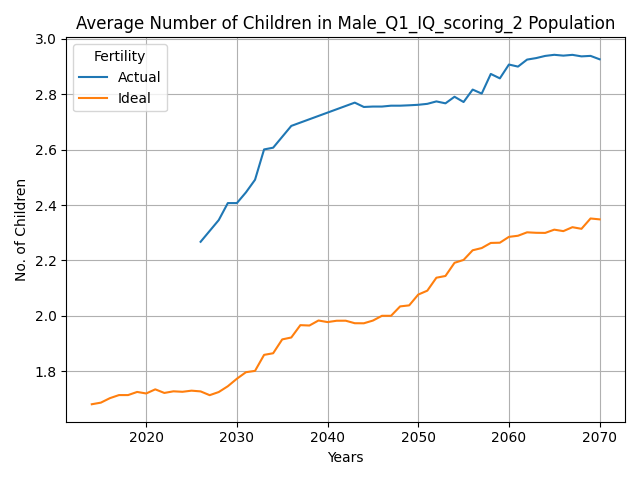 Average Number of Children in Male_Q1_IQ_scoring_2 Population
Fertility
Actual
Ideal
No. of Children
3.0
2.8
2.6
2.4
2.2
2.0
1.8
2020 2030 2040 2050 2060 2070
Years